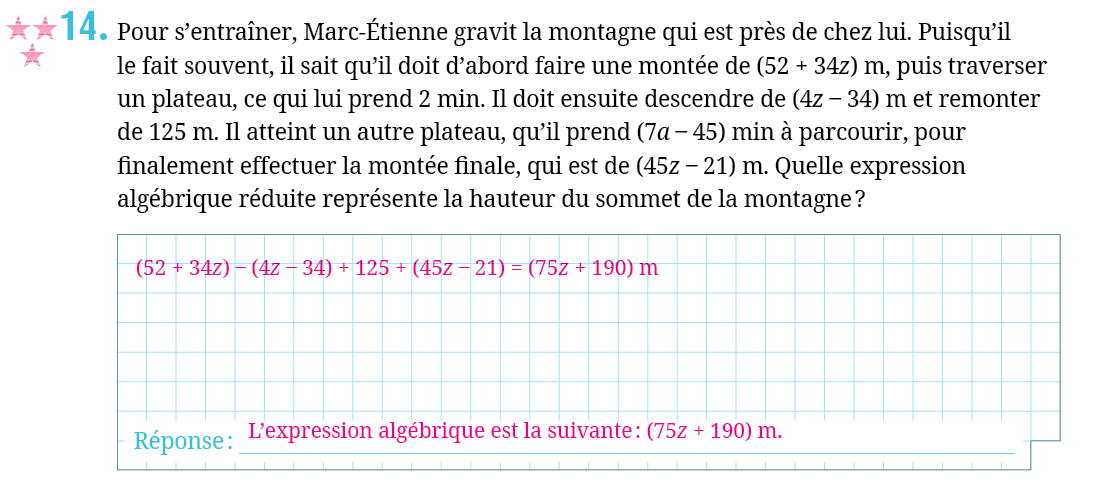 14. Pour s’entraîner, Marc-Étienne gravit la montagne qui est près de chez lui. Puisqu’il
le fait souvent, il sait qu’il doit d’abord faire une montée de (52 + 34z) m, puis traverser
un plateau, ce qui lui prend 2 min. Il doit ensuite descendre de (4z – 34) m et remonter
de 125 m. Il atteint un autre plateau, qu’il prend (7a – 45) min à parcourir, pour
finalement effectuer la montée finale, qui est de (45z – 21) m. Quelle expression
algébrique réduite représente la hauteur du sommet de la montagne ?
(52 + 34z) – (4z – 34) + 125 + (45z – 21) = (75z + 190) m
Réponse : L’expression algébrique est la suivante : (75z + 190) m.